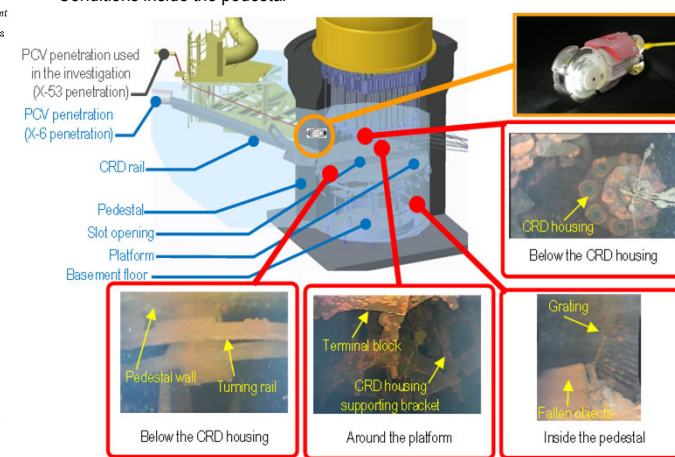 Conditions inside the pedestal
PCV penetration used
in the investigation
(X-53 penetration)
PCV penetration
(X-6 penetration)
CRD rail
Pedestal
Slot opening
Platform
Basement floor
CRD housing
Below the CRD housing
Pedestal wall
Turning rail
Below the CRD housing
Terminal block
CRD housing
supporting bracket
Around the platform
Grating
Fallen objects
Inside the pedestal